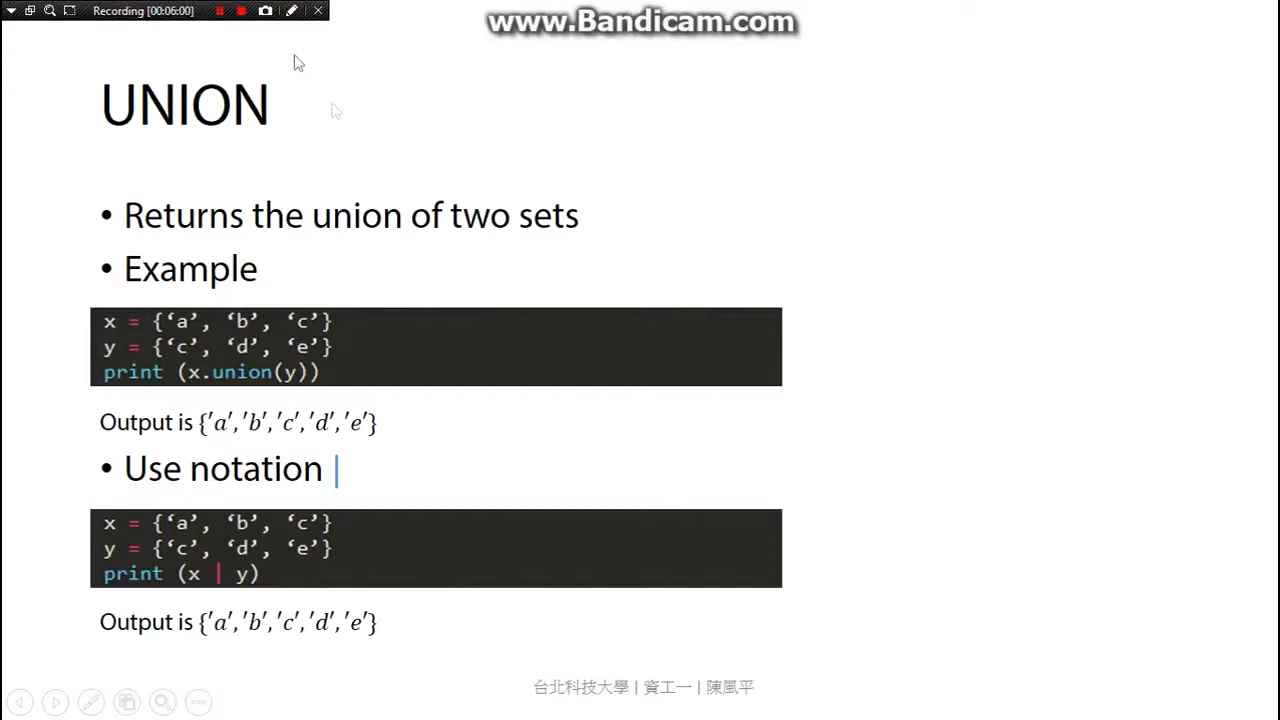 Recording [00:06:00]
www.Bandicam.com
UNION
• Returns the union of two sets
• Example
x = {‘a’, ‘b’, ‘c’}
y = {‘c’, ‘d’, ‘e’}
print (x.union(y))
Output is {′a′,′b′,′c′,′d′,′e′}
• Use notation |
x = {‘a’, ‘b’, ‘c’}
y = {‘c’, ‘d’, ‘e’}
print (x | y)
Output is {′a′,′b′,′c′,′d′,′e′}
台北科技大學 | 資工一 | 陳風平